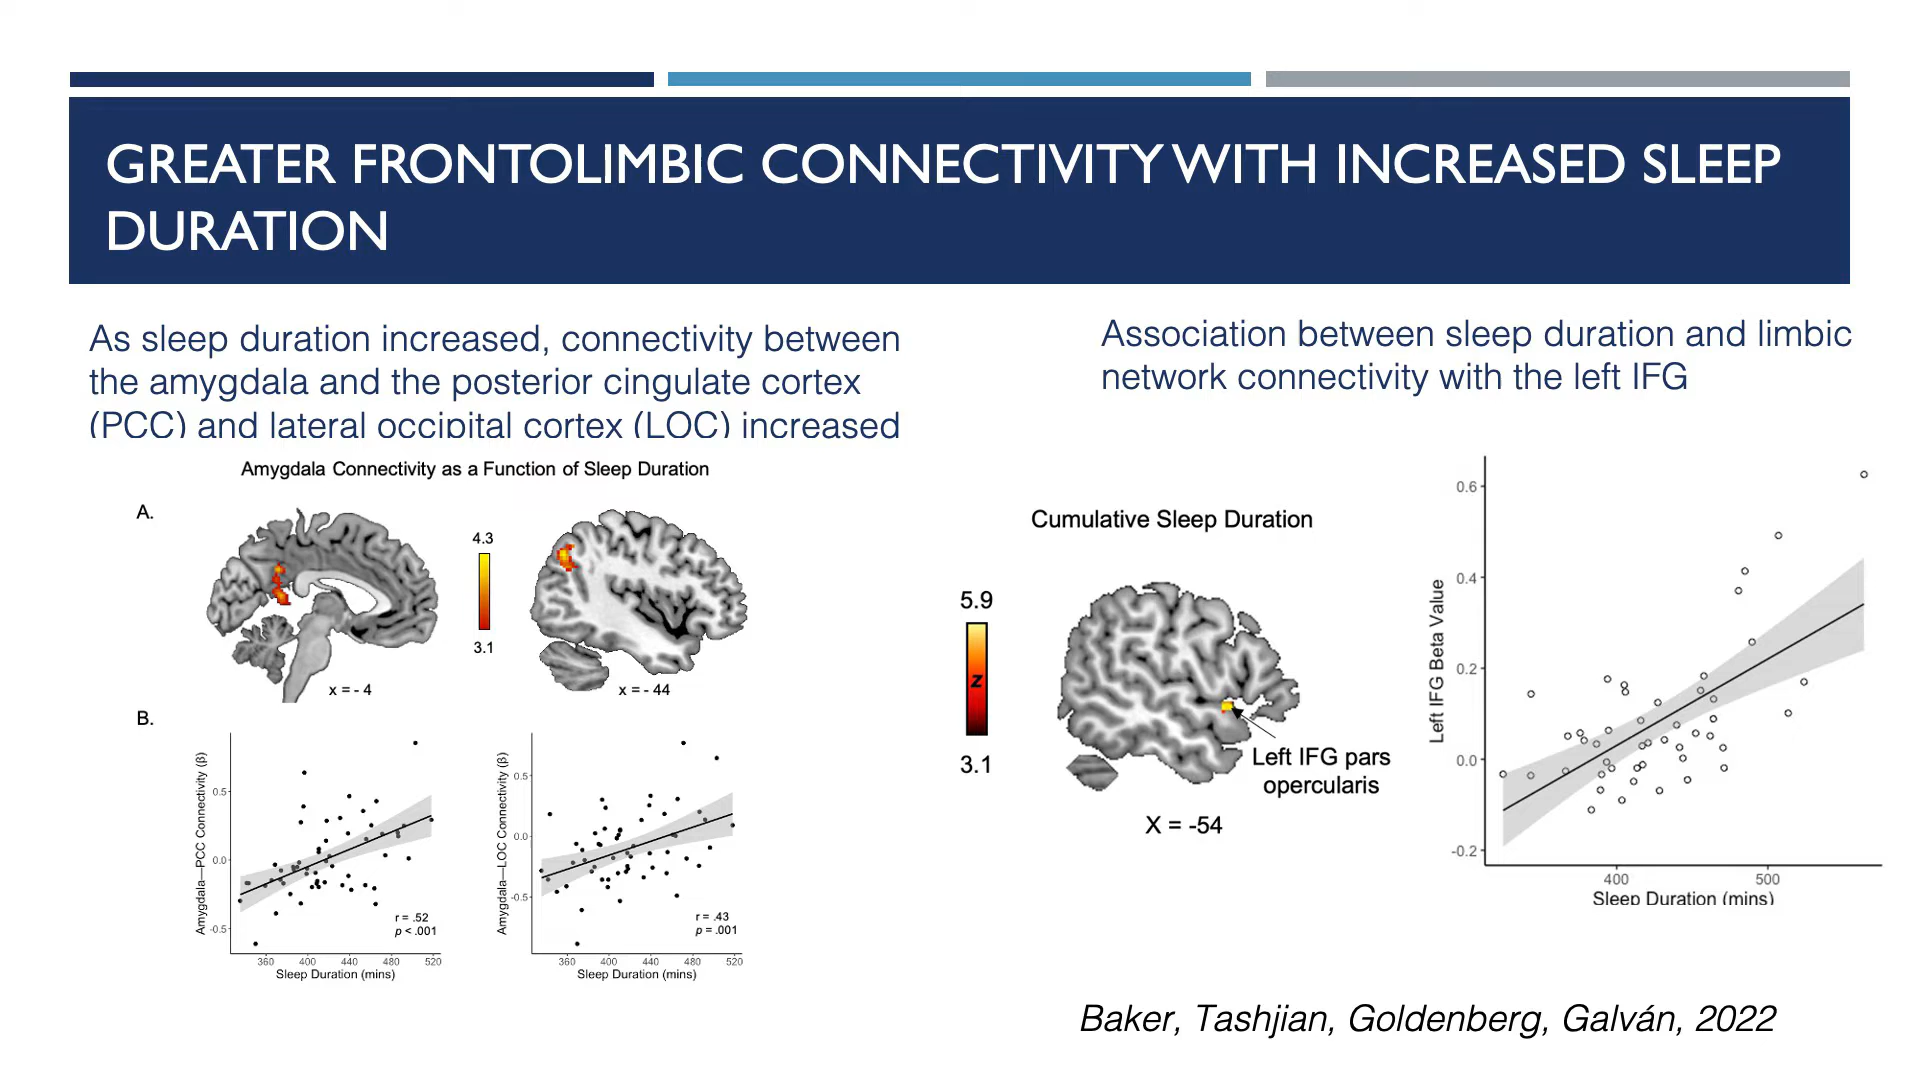 GREATER FRONTOLIMBIC CONNECTIVITY WITH INCREASED SLEEP
DURATION
As sleep duration increased, connectivity between
the amygdala and the posterior cingulate cortex
(PCC) and lateral occipital cortex (LOC) increased
Amygdala Connectivity as a Function of Sleep Duration
A.
4.3
3.1
x = - 4
x = - 44
B.
Amygdala—PCC Connectivity (β)
0.5
0.0
-0.5
r = .52
p < .001
360 400 440 480 520
Sleep Duration (mins)
Amygdala—LOC Connectivity (β)
0.5
0.0
-0.5
r = .43
p = .001
360 400 440 480 520
Sleep Duration (mins)
Association between sleep duration and limbic
network connectivity with the left IFG
Cumulative Sleep Duration
5.9
z
3.1
Left IFG pars
opercularis
X = -54
Left IFG Beta Value
0.6
0.4
0.2
0.0
-0.2
400 500
Sleep Duration (mins)
Baker, Tashjian, Goldenberg, Galván, 2022